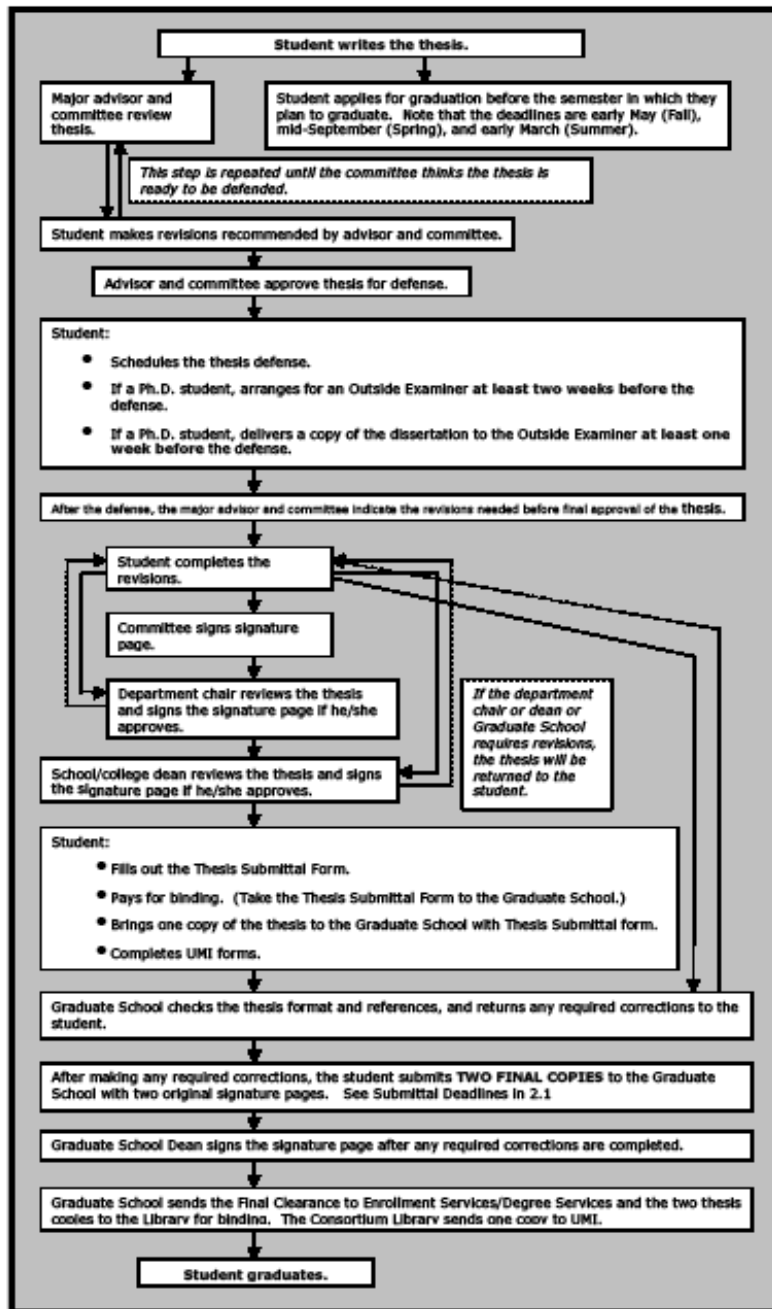 Student writes the thesis.
Major advisor and
committee review
thesis.
Student applies for graduation before the semester in which they
plan to graduate. Note that the deadlines are early May (Fall),
mid-September (Spring), and early March (Summer).
This step is repeated until the committee thinks the thesis is
ready to be defended.
Student makes revisions recommended by advisor and committee.
Advisor and committee approve thesis for defense.
Student:
• Schedules the thesis defense.
• If a Ph.D. student, arranges for an Outside Examiner at least two weeks before the
defense.
• If a Ph.D. student, delivers a copy of the dissertation to the Outside Examiner at least one
week before the defense.
After the defense, the major advisor and committee indicate the revisions needed before final approval of the thesis.
Student completes the
revisions.
Committee signs signature
page.
Department chair reviews the thesis
and signs the signature page if he/she
approves.
If the department
chair or dean or
Graduate School
requires revisions,
the thesis will be
returned to the
student.
School/college dean reviews the thesis and signs
the signature page if he/she approves.
Student:
• Fills out the Thesis Submittal Form.
• Pays for binding. (Take the Thesis Submittal Form to the Graduate School.)
• Brings one copy of the thesis to the Graduate School with Thesis Submittal form.
• Completes UMI forms.
Graduate School checks the thesis format and references, and returns any required corrections to the
student.
After making any required corrections, the student submits TWO FINAL COPIES to the Graduate
School with two original signature pages. See Submittal Deadlines in 2.1
Graduate School Dean signs the signature page after any required corrections are completed.
Graduate School sends the Final Clearance to Enrollment Services/Degree Services and the two thesis
copies to the Library for binding. The Consortium Library sends one copy to UMI.
Student graduates.